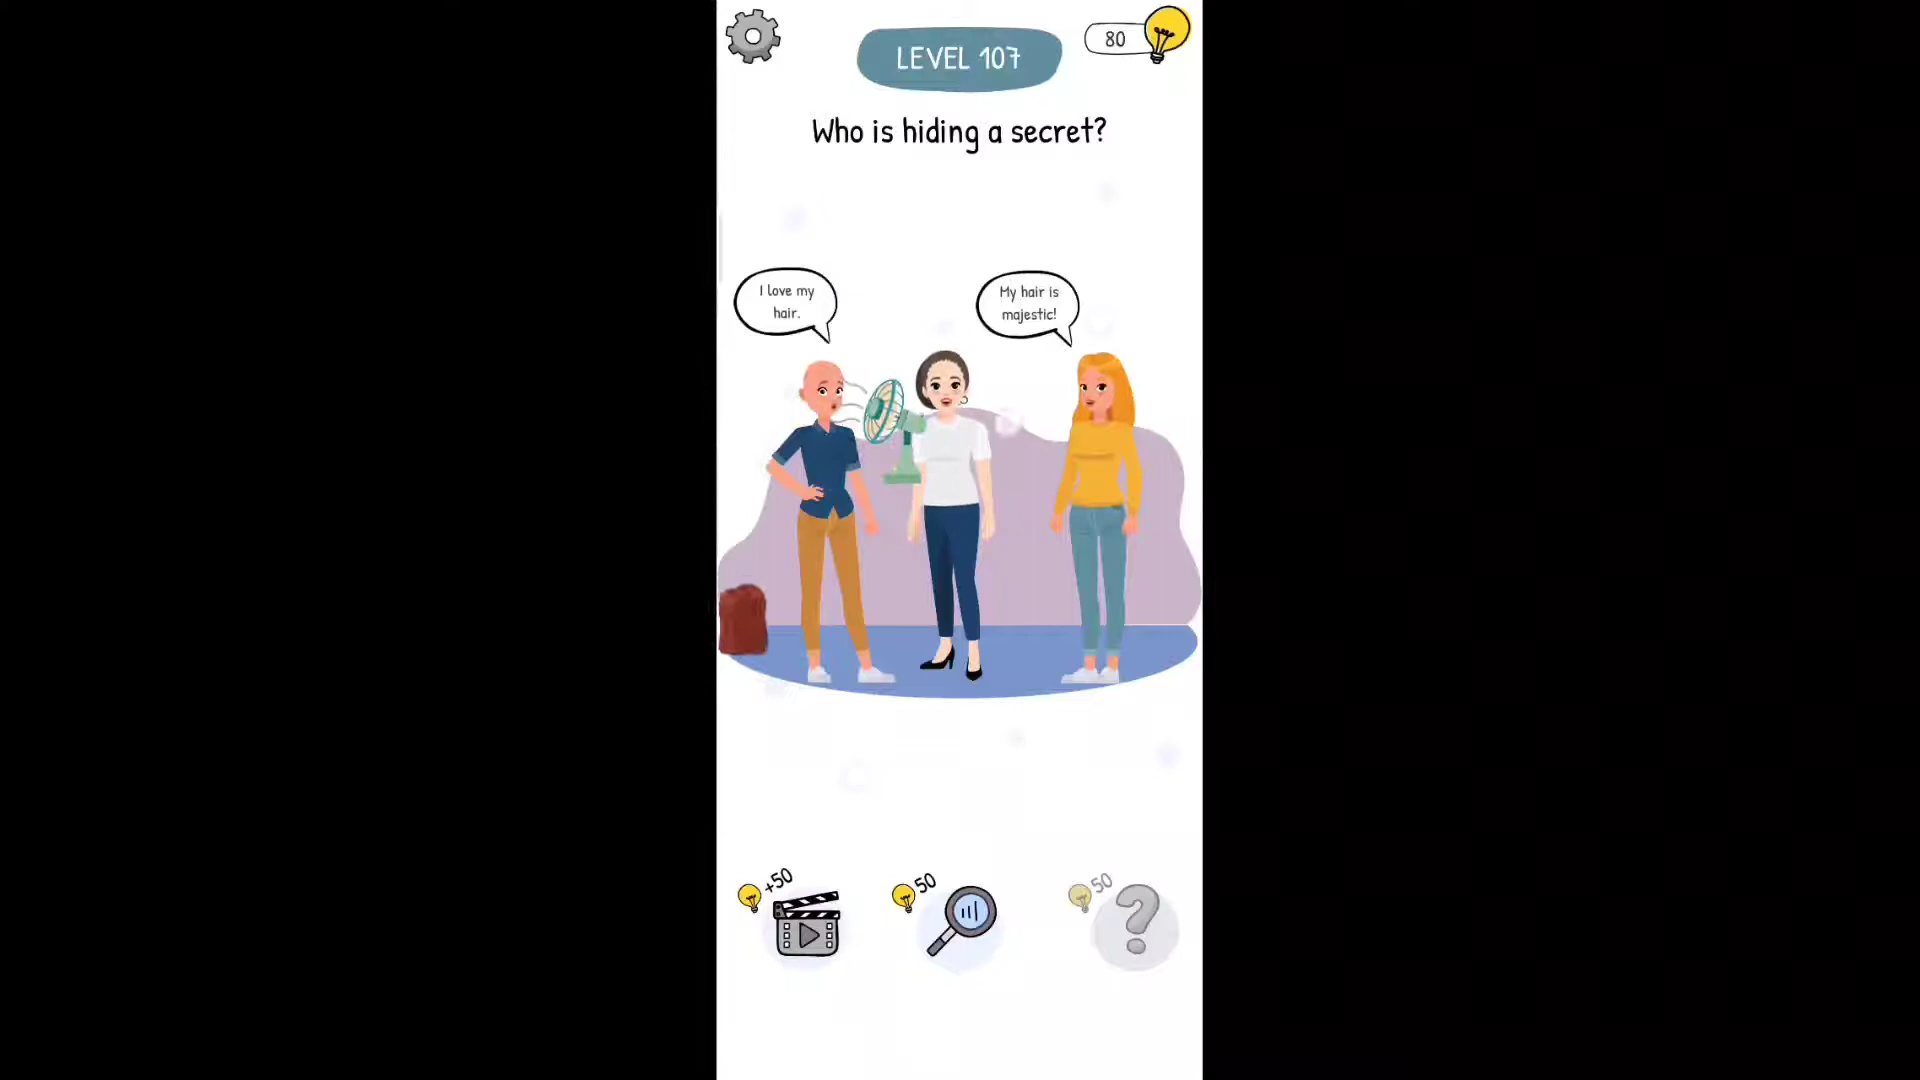 80
LEVEL 107
Who is hiding a secret?
I love my
hair.
My hair is
majestic!
+50
50
50
?